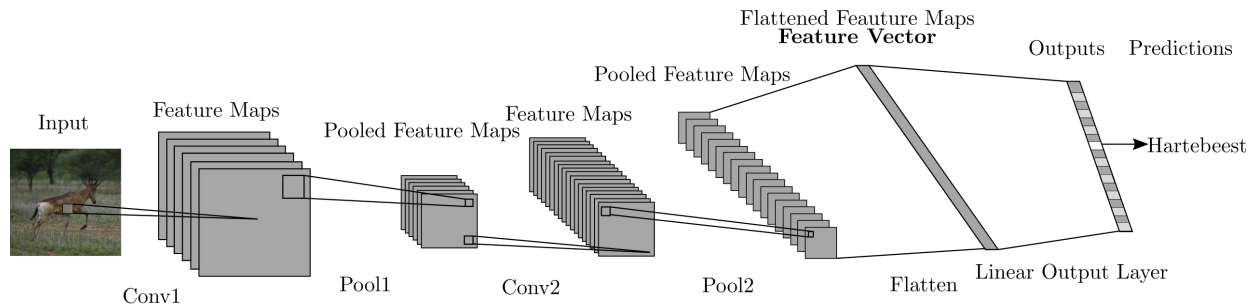 Flattened Feauture Maps
Feature Vector
Outputs
Predictions
Pooled Feature Maps
Feature Maps
Feature Maps
Input
Pooled Feature Maps
Hartebeest
Linear Output Layer
Conv1
Pool1
Conv2
Pool2
Flatten